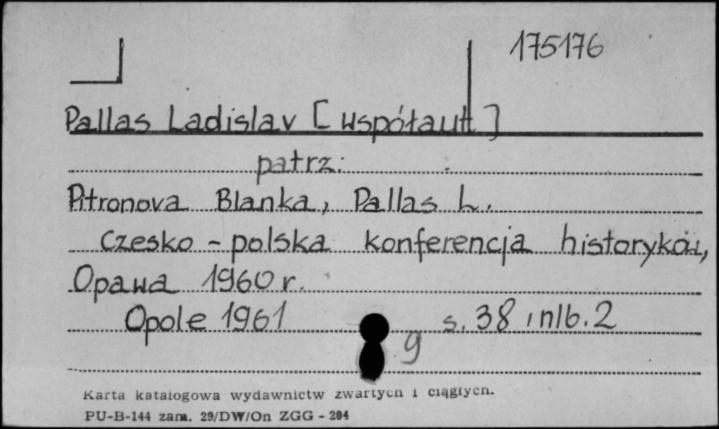 175176
Pallas Ladislav [współaut]
patrz:
Pitronova Blanka, Pallas L.
Czesko - polska konferencja historyków,
Opawa 1960 r.
Opole 1961 s. 38, nlb. 2
9
Karta katalogowa wydawnictw zwartych i ciągłych.
PU-B-144 zam. 29/DW/On ZGG - 204